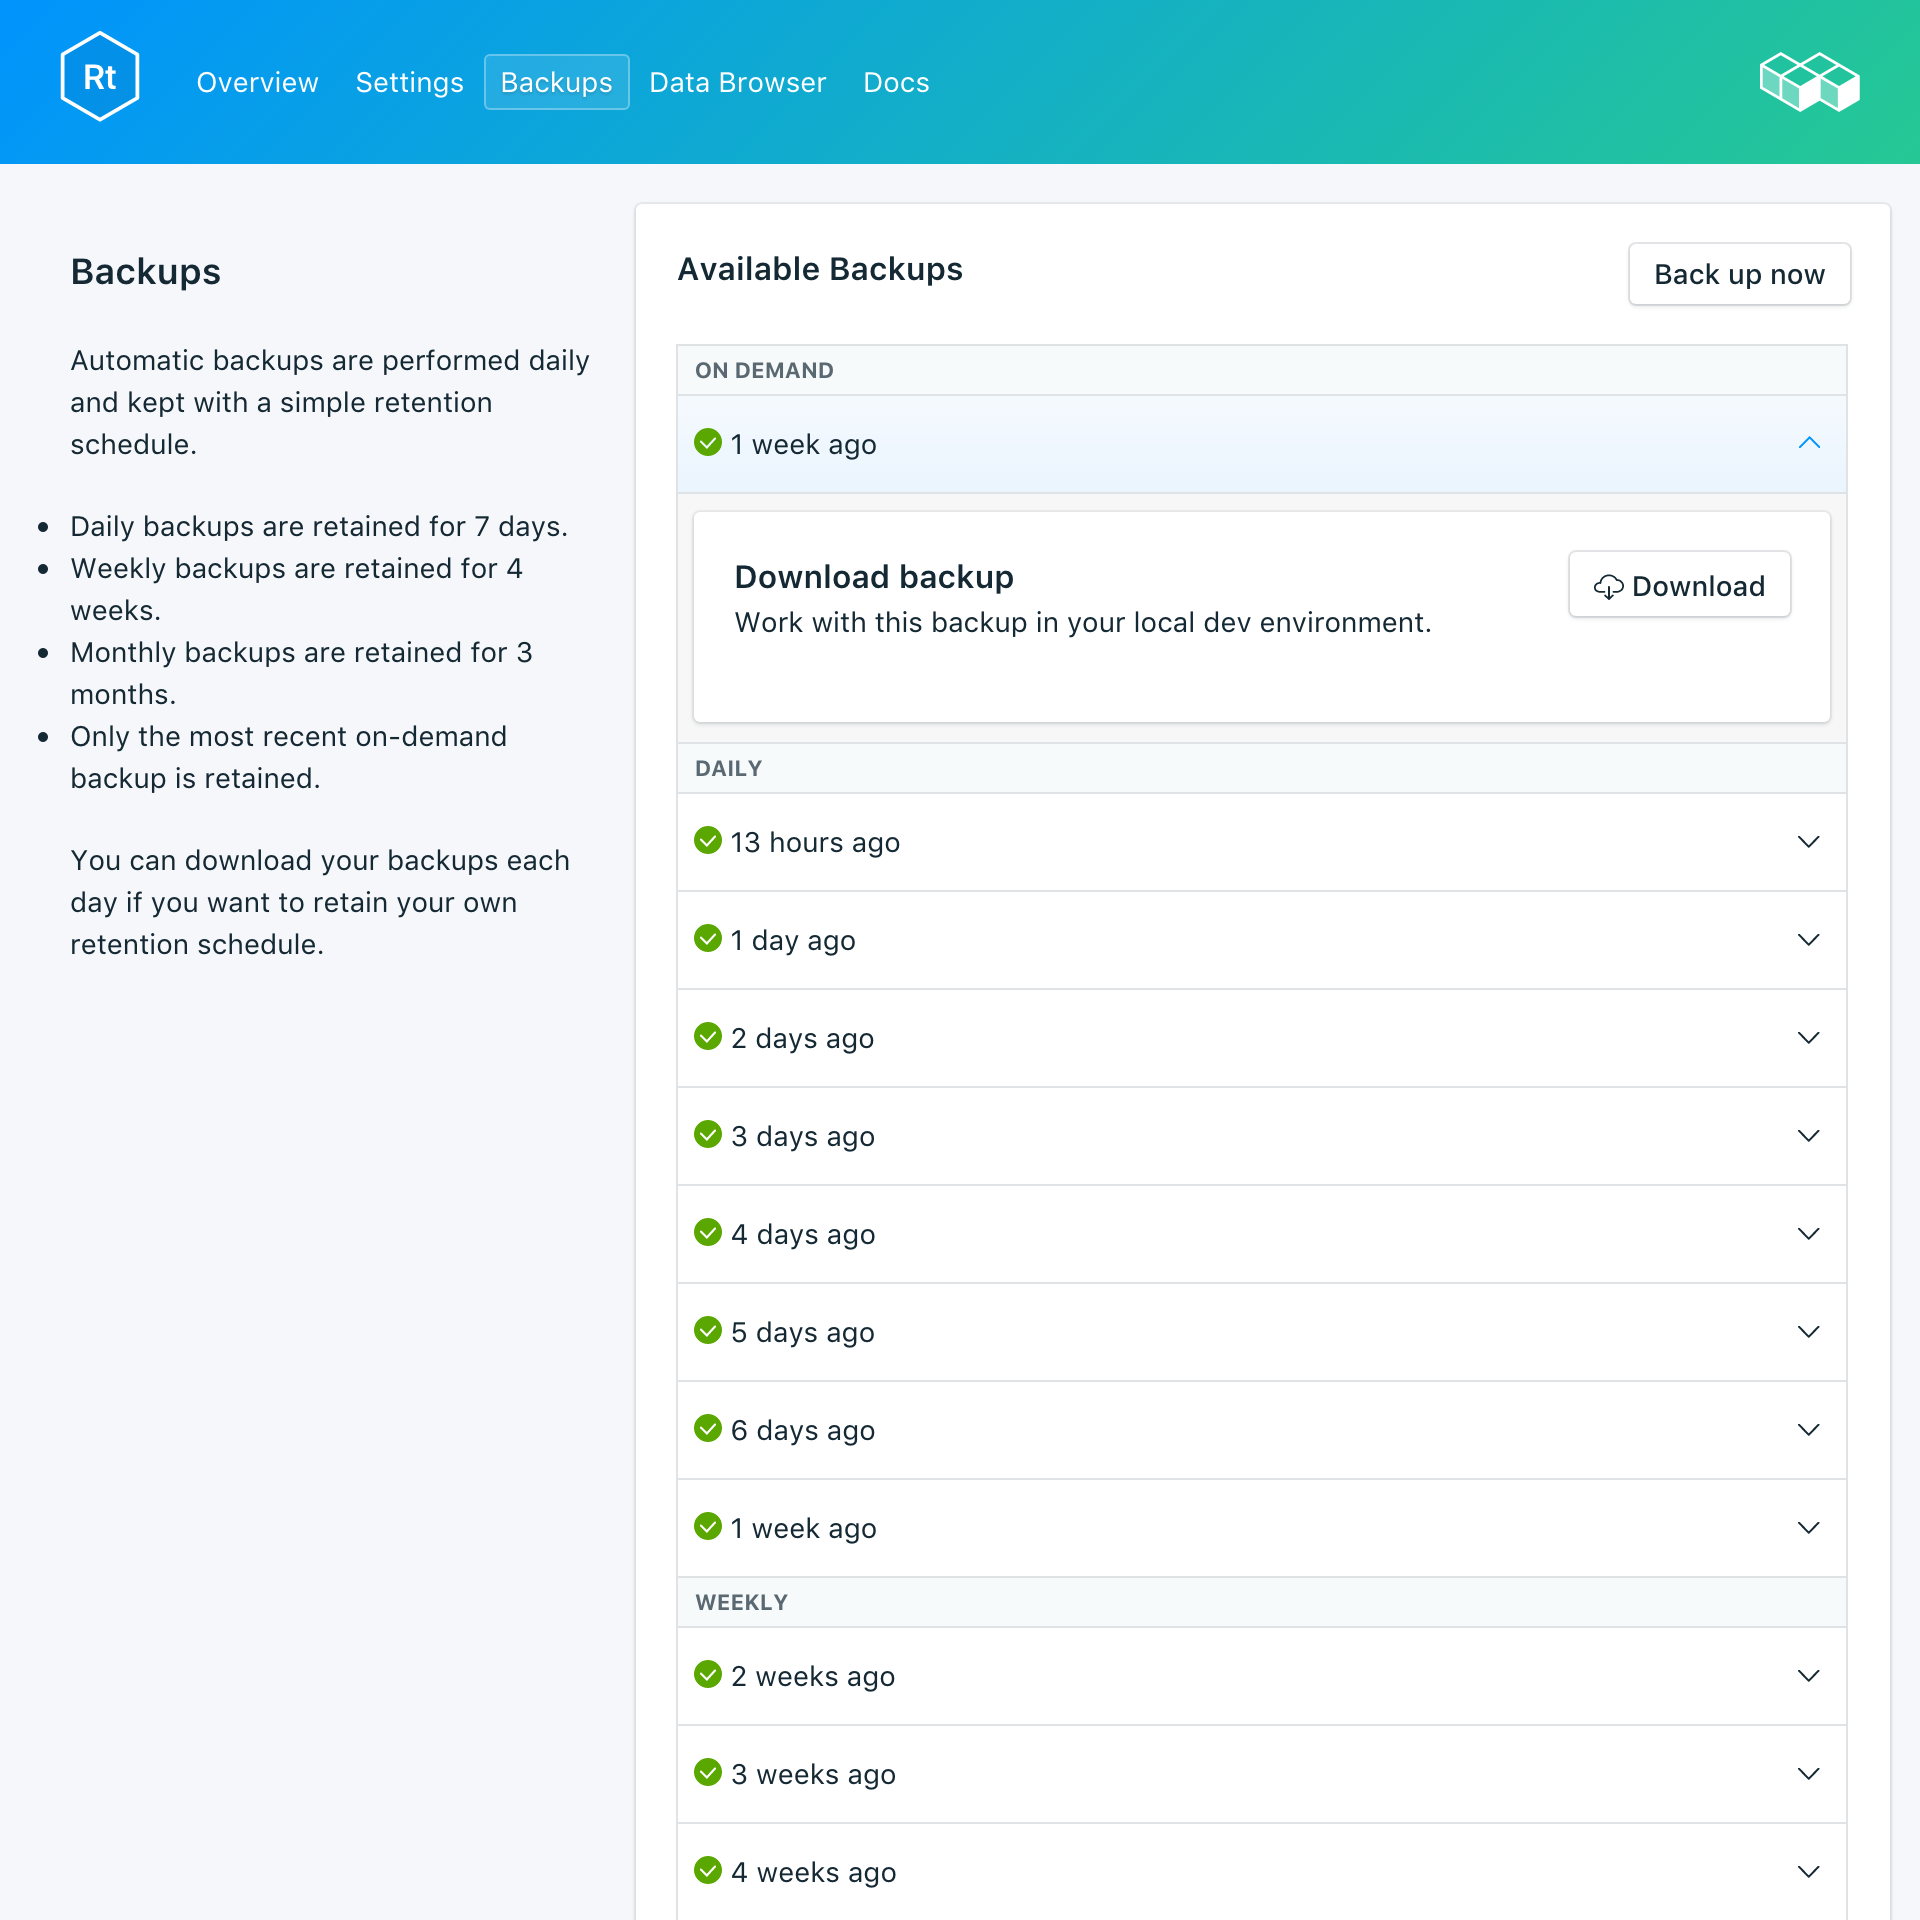 Rt
Overview Settings Backups Data Browser Docs
Backups
Automatic backups are performed daily
and kept with a simple retention
schedule.
Daily backups are retained for 7 days.
Weekly backups are retained for 4
weeks.
Monthly backups are retained for 3
months.
Only the most recent on-demand
backup is retained.
You can download your backups each
day if you want to retain your own
retention schedule.
Available Backups
Back up now
ON DEMAND
1 week ago
Download backup
Work with this backup in your local dev environment.
Download
DAILY
13 hours ago
1 day ago
2 days ago
3 days ago
4 days ago
5 days ago
6 days ago
1 week ago
WEEKLY
2 weeks ago
3 weeks ago
4 weeks ago